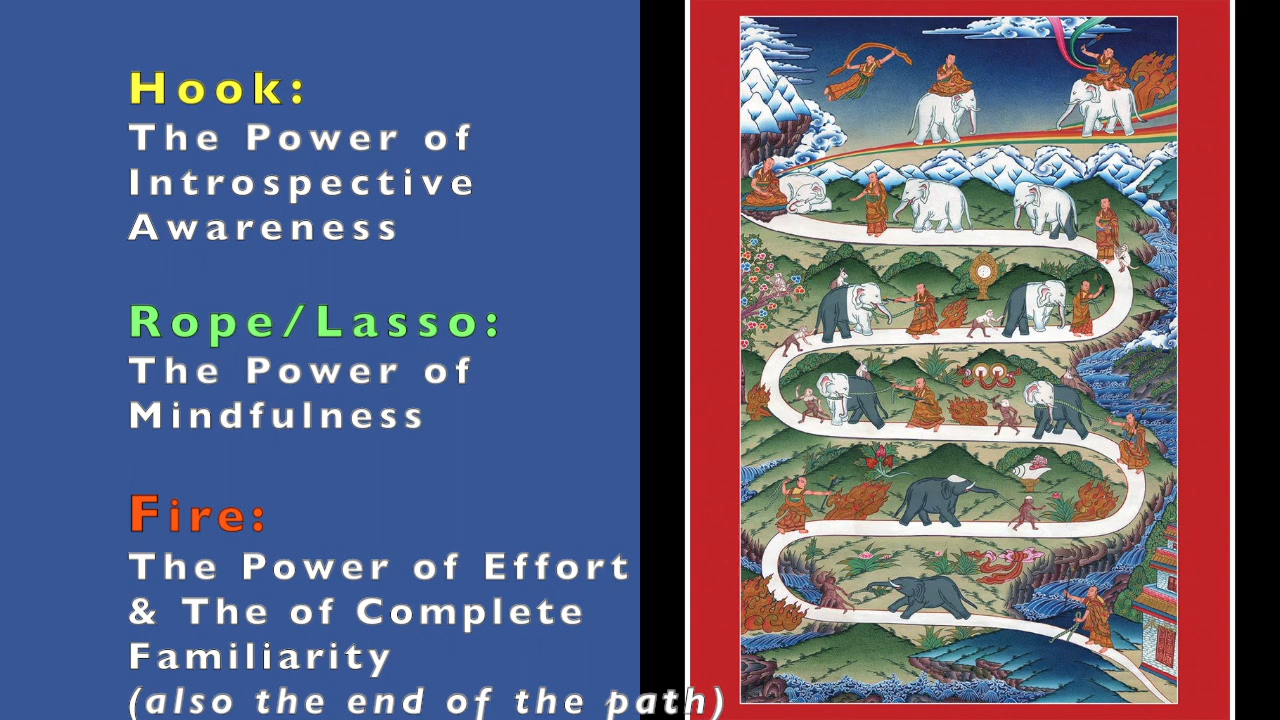 Hook:
The Power of
Introspective
Awareness
Rope/Lasso:
The Power of
Mindfulness
Fire:
The Power of Effort
& The of Complete
Familiarity
(also the end of the path)